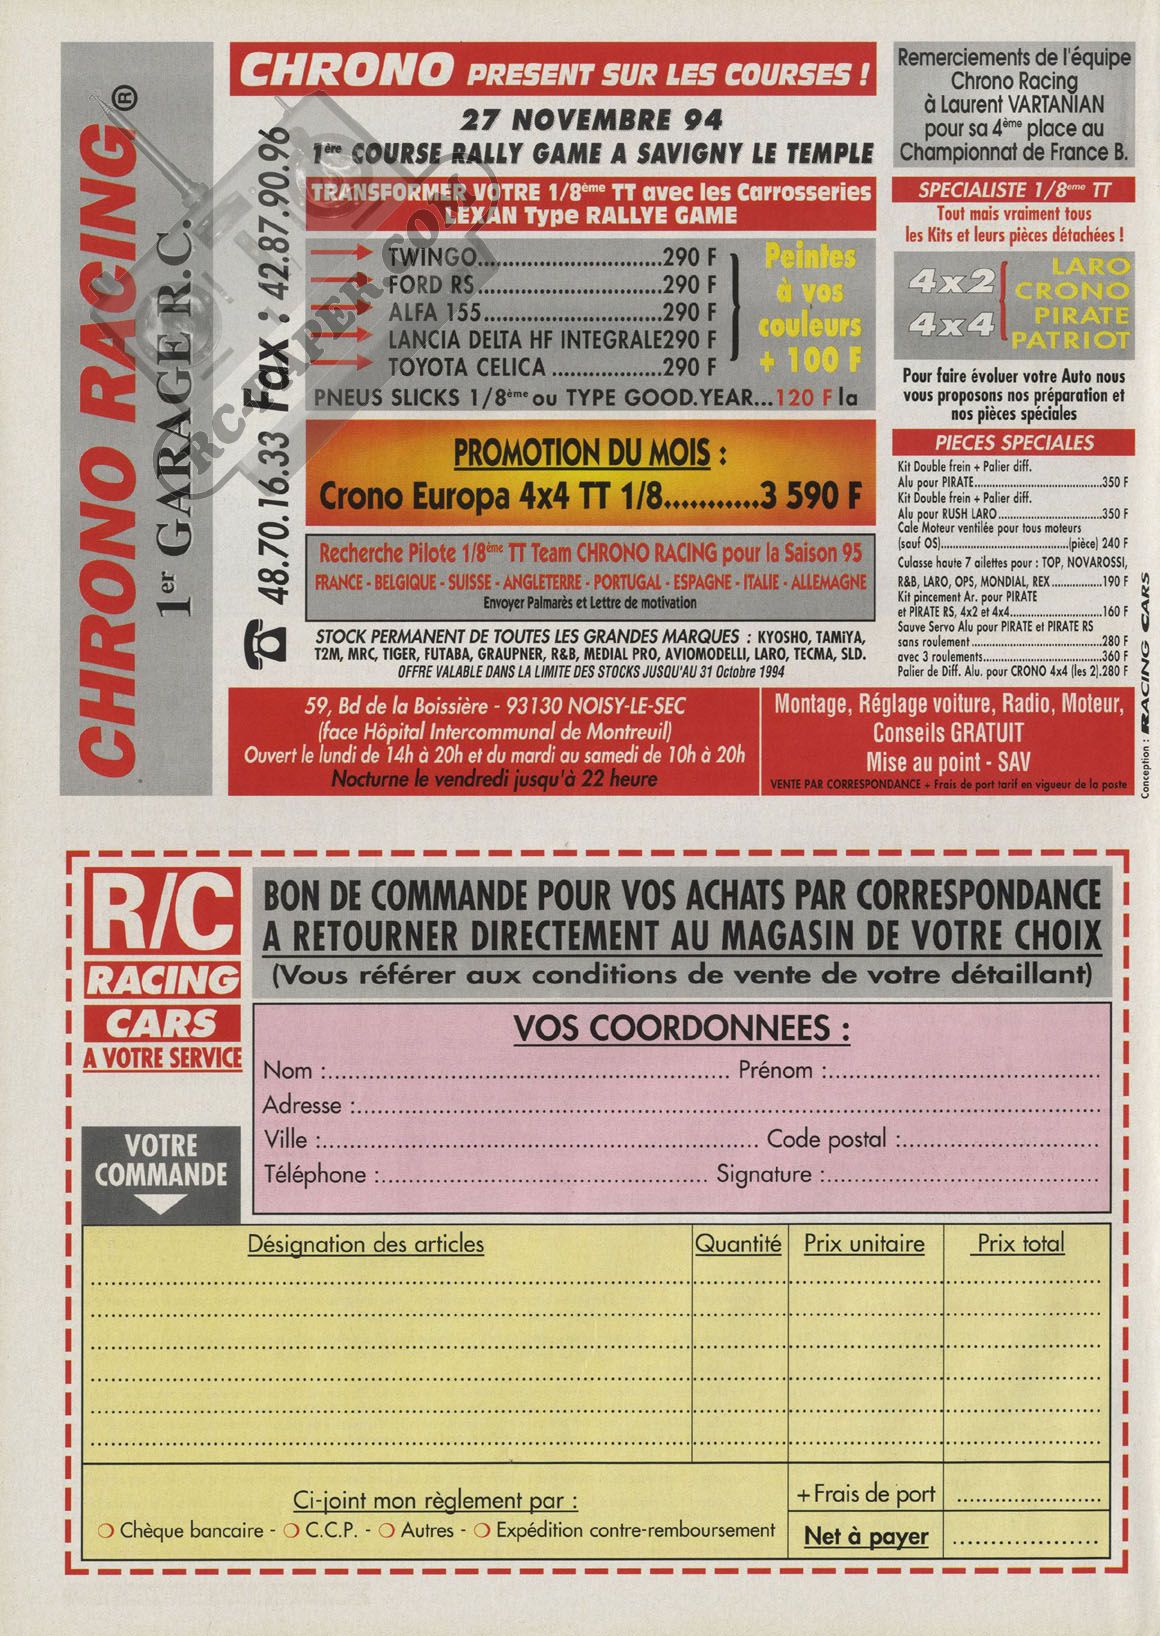 CHRONO RACING ®
1er GARAGE R.C.
48.70.16.33 Fax : 42.87.90.96
CHRONO PRESENT SUR LES COURSES !
27 NOVEMBRE 94
1ère COURSE RALLY GAME A SAVIGNY LE TEMPLE
TRANSFORMER VOTRE 1/8ème TT avec les Carrosseries
LEXAN Type RALLYE GAME
TWINGO..............................290 F
FORD RS..............................290 F
ALFA 155..............................290 F
LANCIA DELTA HF INTEGRALE290 F
TOYOTA CELICA ..................290 F
Peintes
à vos
couleurs
+ 100 F
PNEUS SLICKS 1/8ème ou TYPE GOOD.YEAR...120 F la
PROMOTION DU MOIS :
Crono Europa 4x4 TT 1/8...........3 590 F
Recherche Pilote 1/8ème TT Team CHRONO RACING pour la Saison 95
FRANCE - BELGIQUE - SUISSE - ANGLETERRE - PORTUGAL - ESPAGNE - ITALIE - ALLEMAGNE
Envoyer Palmarès et Lettre de motivation
STOCK PERMANENT DE TOUTES LES GRANDES MARQUES : KYOSHO, TAMiYA,
T2M, MRC, TIGER, FUTABA, GRAUPNER, R&B, MEDIAL PRO, AVIOMODELLI, LARO, TECMA, SLD.
OFFRE VALABLE DANS LA LIMITE DES STOCKS JUSQU'AU 31 Octobre 1994
Remerciements de l'équipe
Chrono Racing
à Laurent VARTANIAN
pour sa 4ème place au
Championnat de France B.
SPECIALISTE 1/8eme TT
Tout mais vraiment tous
les Kits et leurs pièces détachées !
4x2
4x4
LARO
CRONO
PIRATE
PATRIOT
Pour faire évoluer votre Auto nous
vous proposons nos préparation et
nos pièces spéciales
PIECES SPECIALES
Kit Double frein + Palier diff.
Alu pour PIRATE..............................350 F
Kit Double frein + Palier diff.
Alu pour RUSH LARO........................350 F
Cale Moteur ventilée pour tous moteurs
(sauf OS)..............................(pièce) 240 F
Culasse haute 7 ailettes pour : TOP, NOVAROSSI,
R&B, LARO, OPS, MONDIAL, REX............190 F
Kit pincement Ar. pour PIRATE
et PIRATE RS, 4x2 et 4x4.....................160 F
Sauve Servo Alu pour PIRATE et PIRATE RS
sans roulement..............................280 F
avec 3 roulements...........................360 F
Palier de Diff. Alu. pour CRONO 4x4 (les 2).280 F
59, Bd de la Boissière - 93130 NOISY-LE-SEC
(face Hôpital Intercommunal de Montreuil)
Ouvert le lundi de 14h à 20h et du mardi au samedi de 10h à 20h
Nocturne le vendredi jusqu'à 22 heure
Montage, Réglage voiture, Radio, Moteur,
Conseils GRATUIT
Mise au point - SAV
VENTE PAR CORRESPONDANCE + Frais de port tarif en vigueur de la poste
Conception : RACING CARS
RC-PAPER.COM
R/C
RACING
CARS
A VOTRE SERVICE
BON DE COMMANDE POUR VOS ACHATS PAR CORRESPONDANCE
A RETOURNER DIRECTEMENT AU MAGASIN DE VOTRE CHOIX
(Vous référer aux conditions de vente de votre détaillant)
VOS COORDONNEES :
Nom :.................................................. Prénom :..................................
Adresse :....................................................................................
Ville :.................................................. Code postal :..............................
Téléphone :.............................................. Signature :..............................
VOTRE
COMMANDE
Désignation des articles Quantité Prix unitaire Prix total
+ Frais de port ....................
Ci-joint mon règlement par :
Chèque bancaire - C.C.P. - Autres - Expédition contre-remboursement
Net à payer ....................